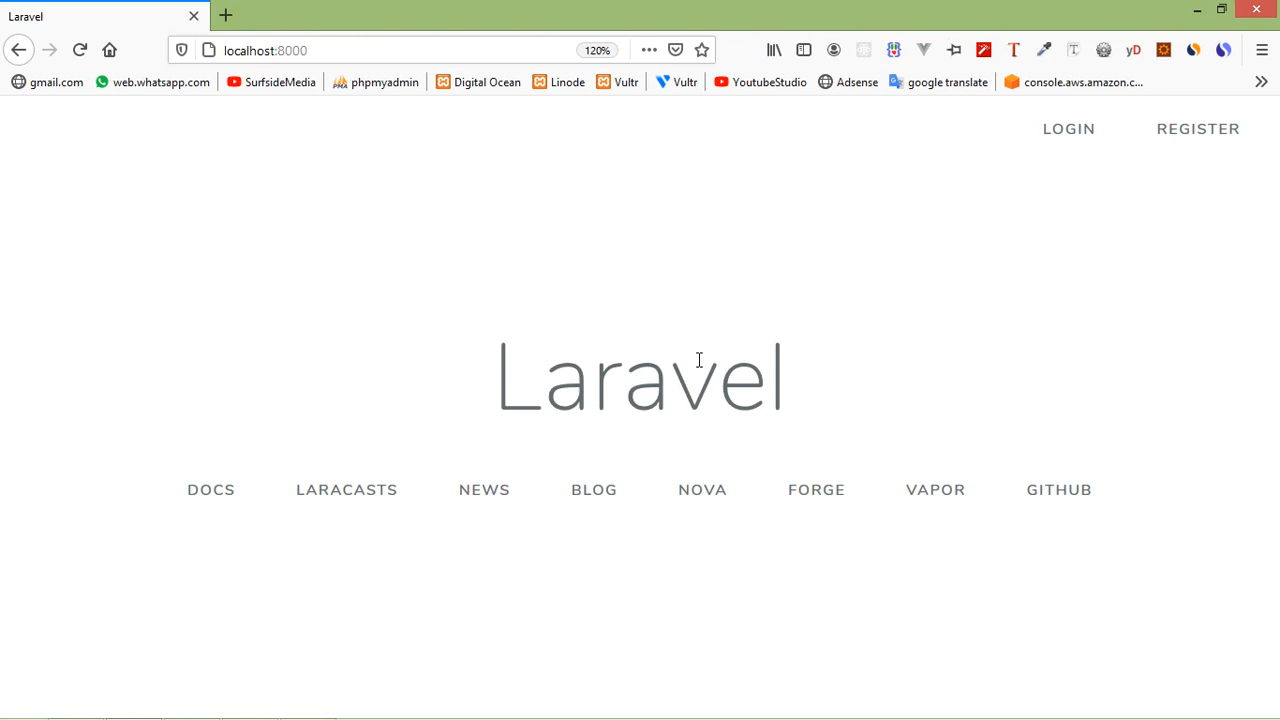 Laravel
localhost:8000
120%
gmail.com
web.whatsapp.com
SurfsideMedia
phpmyadmin
Digital Ocean
Linode
Vultr
Vultr
YoutubeStudio
Adsense
google translate
console.aws.amazon.c...
LOGIN
REGISTER
Laravel
DOCS
LARACASTS
NEWS
BLOG
NOVA
FORGE
VAPOR
GITHUB